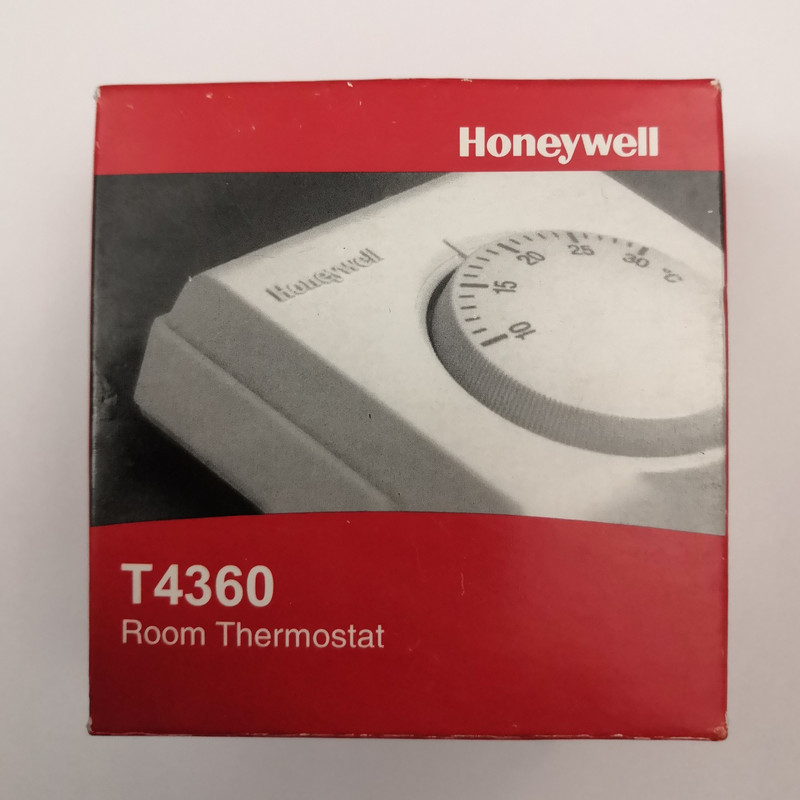 Honeywell
Honeywell
10 15 20 25 30 °C
T4360
Room Thermostat